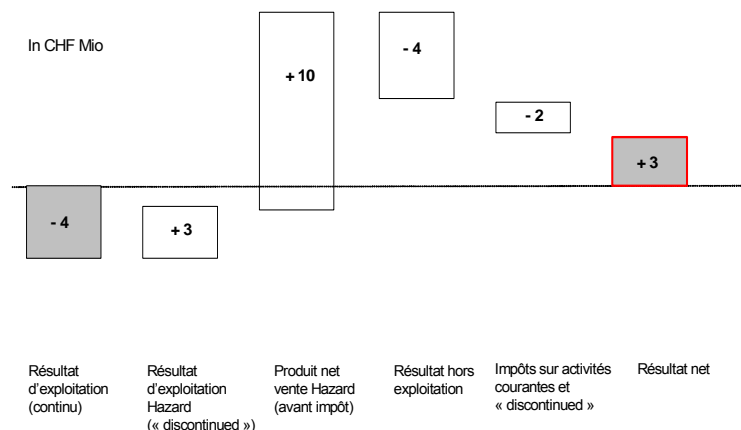 In CHF Mio
- 4
+ 3
+ 10
- 4
- 2
+ 3
Résultat
d'exploitation
(continu)
Résultat
d'exploitation
Hazard
(« discontinued »)
Produit net
vente Hazard
(avant impôt)
Résultat hors
exploitation
Impôts sur activités
courantes et
« discontinued »
Résultat net